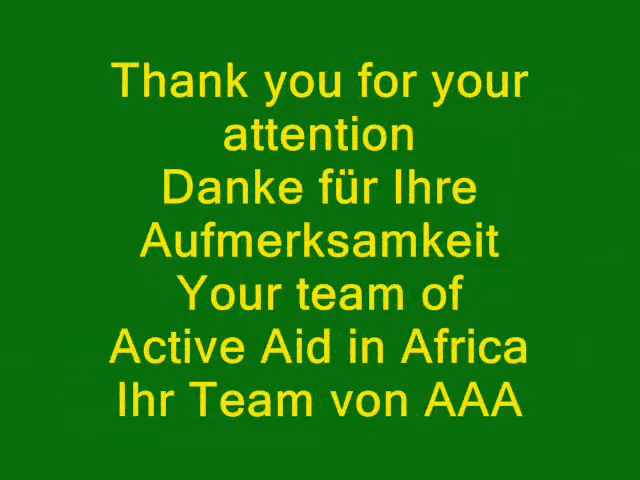 Thank you for your
attention
Danke für Ihre
Aufmerksamkeit
Your team of
Active Aid in Africa
Ihr Team von AAA